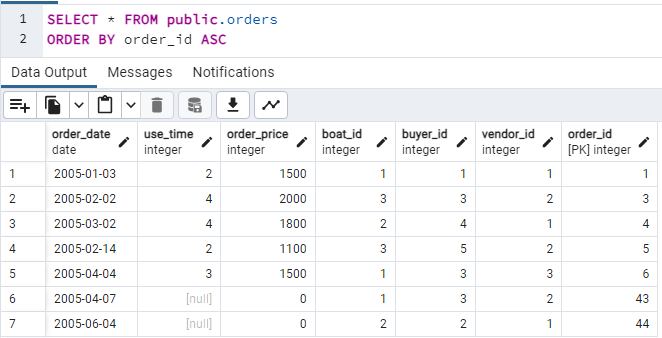 1 SELECT * FROM public.orders
2 ORDER BY order_id ASC
Data Output Messages Notifications
order_date use_time order_price boat_id buyer_id vendor_id order_id
date integer integer integer integer integer [PK] integer
1 2005-01-03 2 1500 1 1 1 1
2 2005-02-02 4 2000 3 3 2 3
3 2005-03-02 4 1800 2 4 1 4
4 2005-02-14 2 1100 3 5 2 5
5 2005-04-04 3 1500 1 3 3 6
6 2005-04-07 [null] 0 1 3 2 43
7 2005-06-04 [null] 0 2 2 1 44